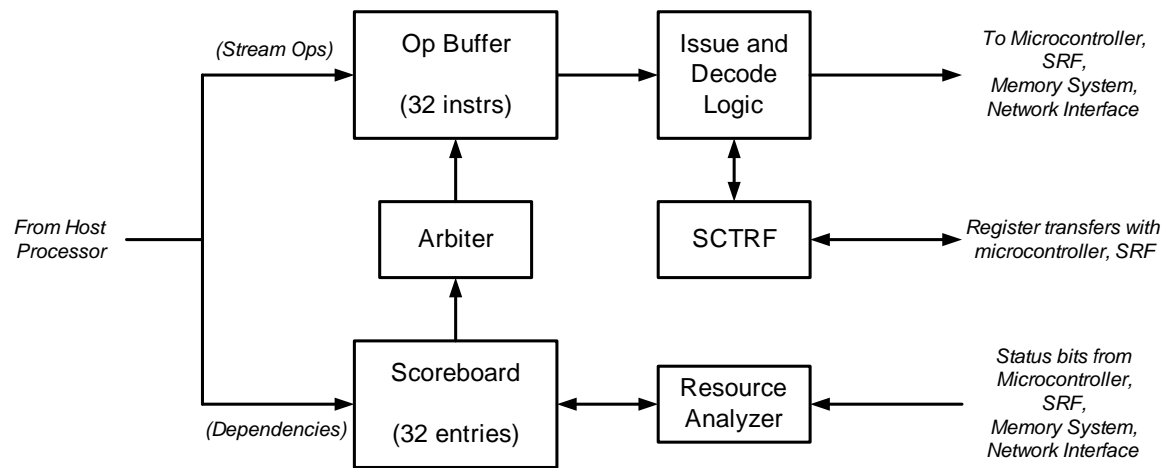 (Stream Ops)
Op Buffer
(32 instrs)
Issue and
Decode
Logic
To Microcontroller,
SRF,
Memory System,
Network Interface
From Host
Processor
Arbiter
SCTRF
Register transfers with
microcontroller, SRF
(Dependencies)
Scoreboard
(32 entries)
Resource
Analyzer
Status bits from
Microcontroller,
SRF,
Memory System,
Network Interface